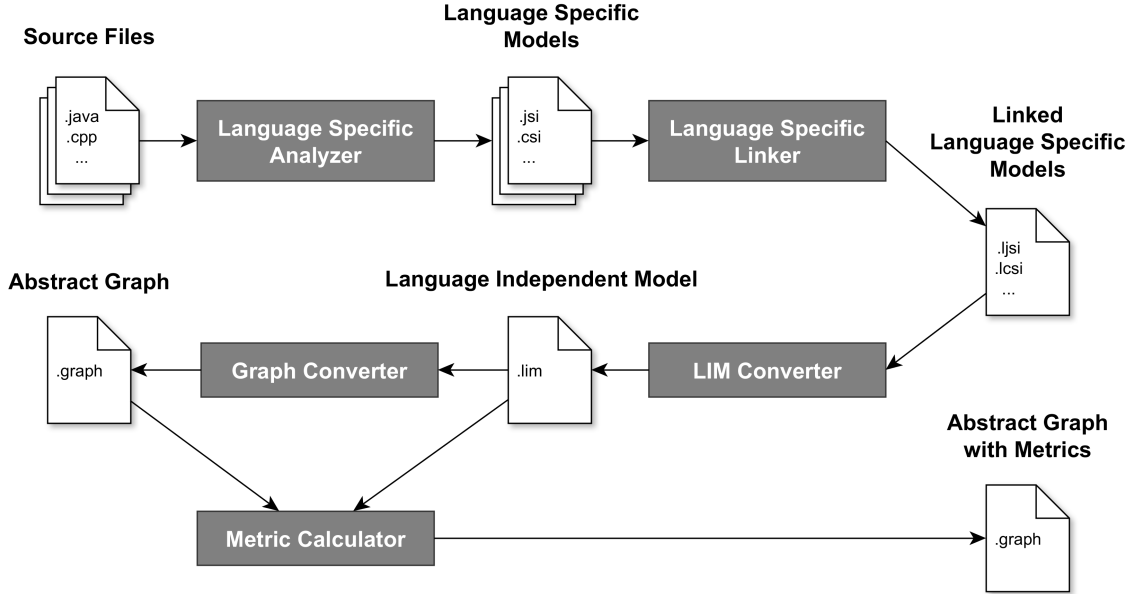 Source Files
.java
.cpp
...
Language Specific
Analyzer
Language Specific
Models
.jsi
.csi
...
Language Specific
Linker
Linked
Language Specific
Models
.ljsi
.lcsi
...
Abstract Graph
.graph
Graph Converter
Language Independent Model
.lim
LIM Converter
Metric Calculator
Abstract Graph
with Metrics
.graph